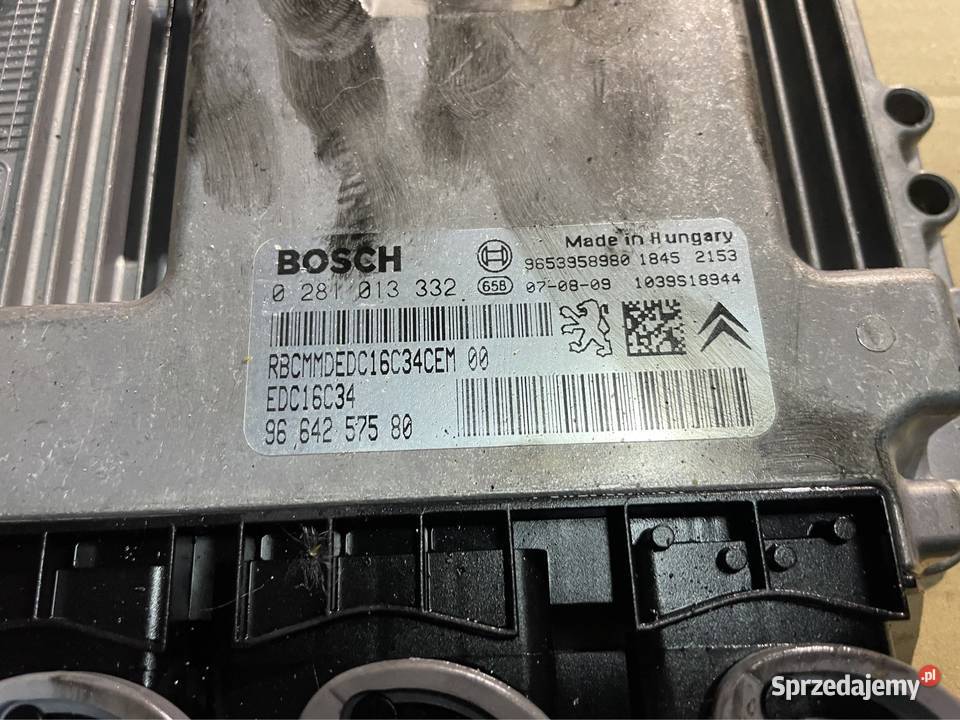 BOSCH
Made in Hungary
9653958980 1845 2153
0 281 013 332 65B 07-08-09 1039S18944
RBCMMDEDC16C34CEM 00
EDC16C34
96 642 575 80
Sprzedajemy.pl